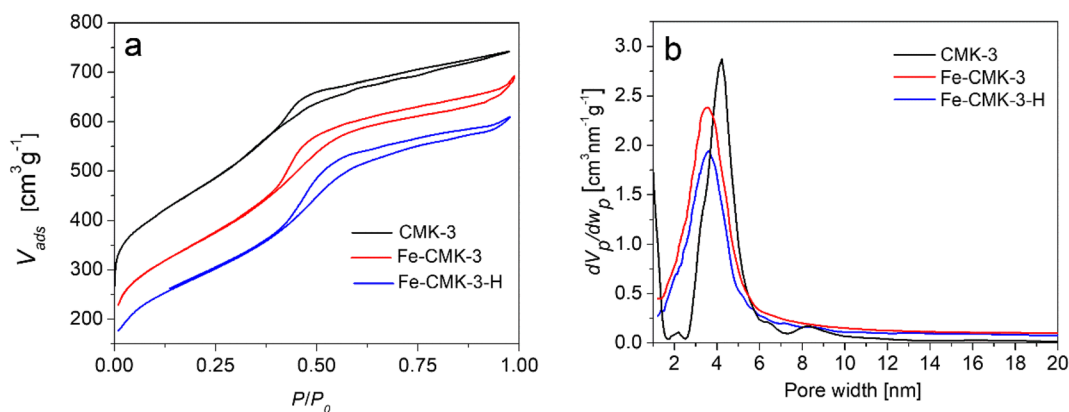 a
800
700
600
500
400
300
200
V_ads [cm³g⁻¹]
CMK-3
Fe-CMK-3
Fe-CMK-3-H
0.00 0.25 0.50 0.75 1.00
P/P₀
b
3.0
2.5
2.0
1.5
1.0
0.5
0.0
dV_p/dw_p [cm³nm⁻¹g⁻¹]
CMK-3
Fe-CMK-3
Fe-CMK-3-H
2 4 6 8 10 12 14 16 18 20
Pore width [nm]